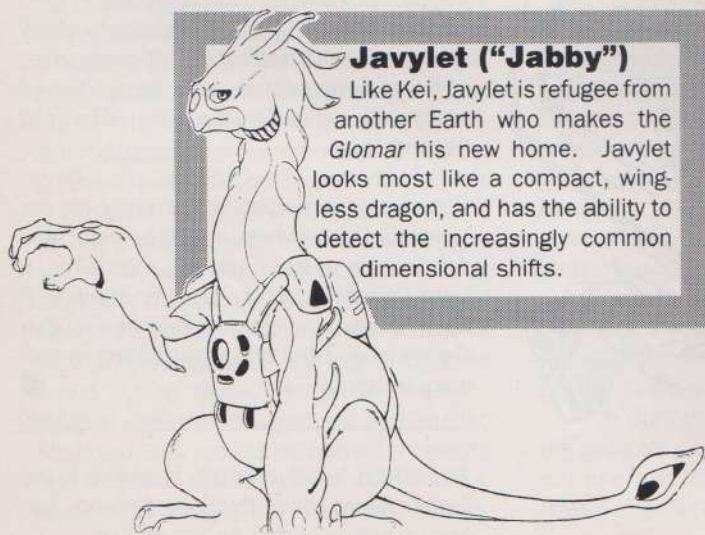 Javylet (“Jabby”)
Like Kei, Javylet is refugee from
another Earth who makes the
Glomar his new home. Javylet
looks most like a compact, wing-
less dragon, and has the ability to
detect the increasingly common
dimensional shifts.